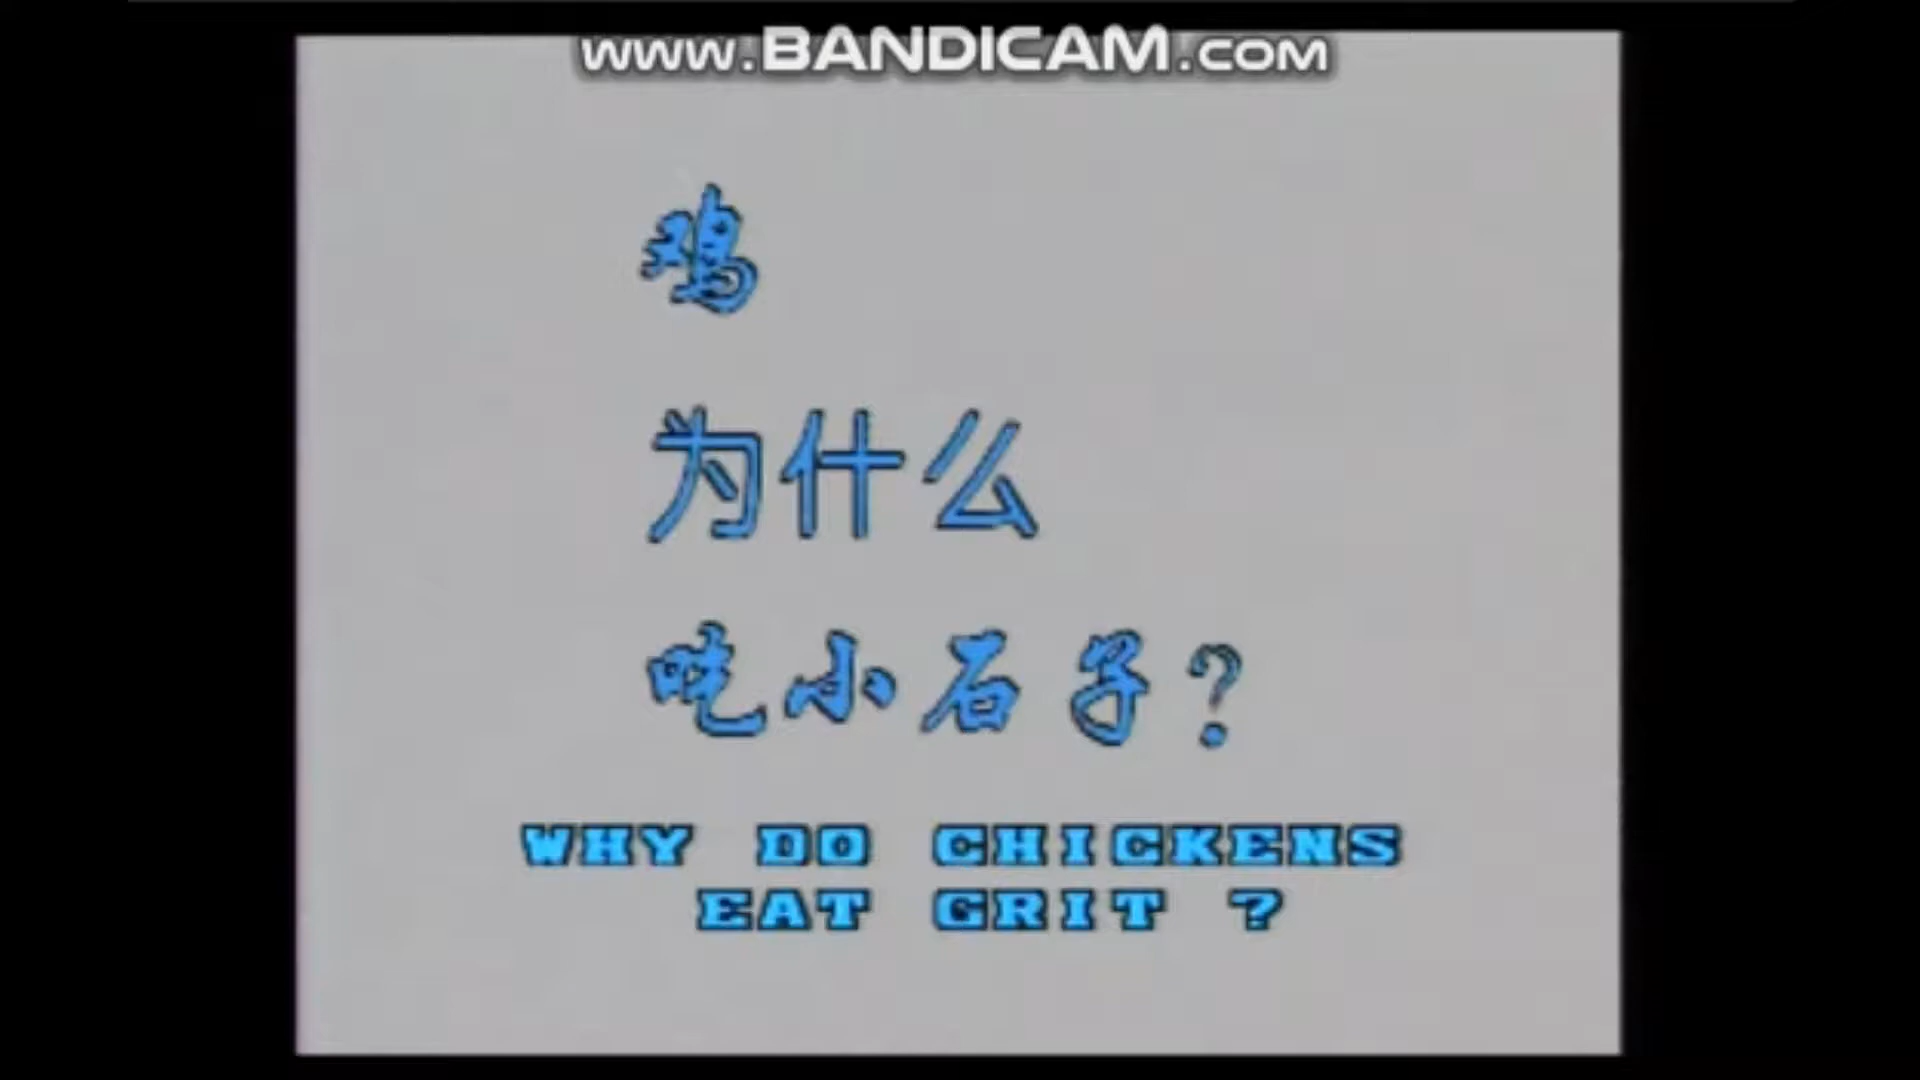 www.BANDICAM.com
鸡
为什么
吃小石子?
WHY DO CHICKENS
EAT GRIT ?